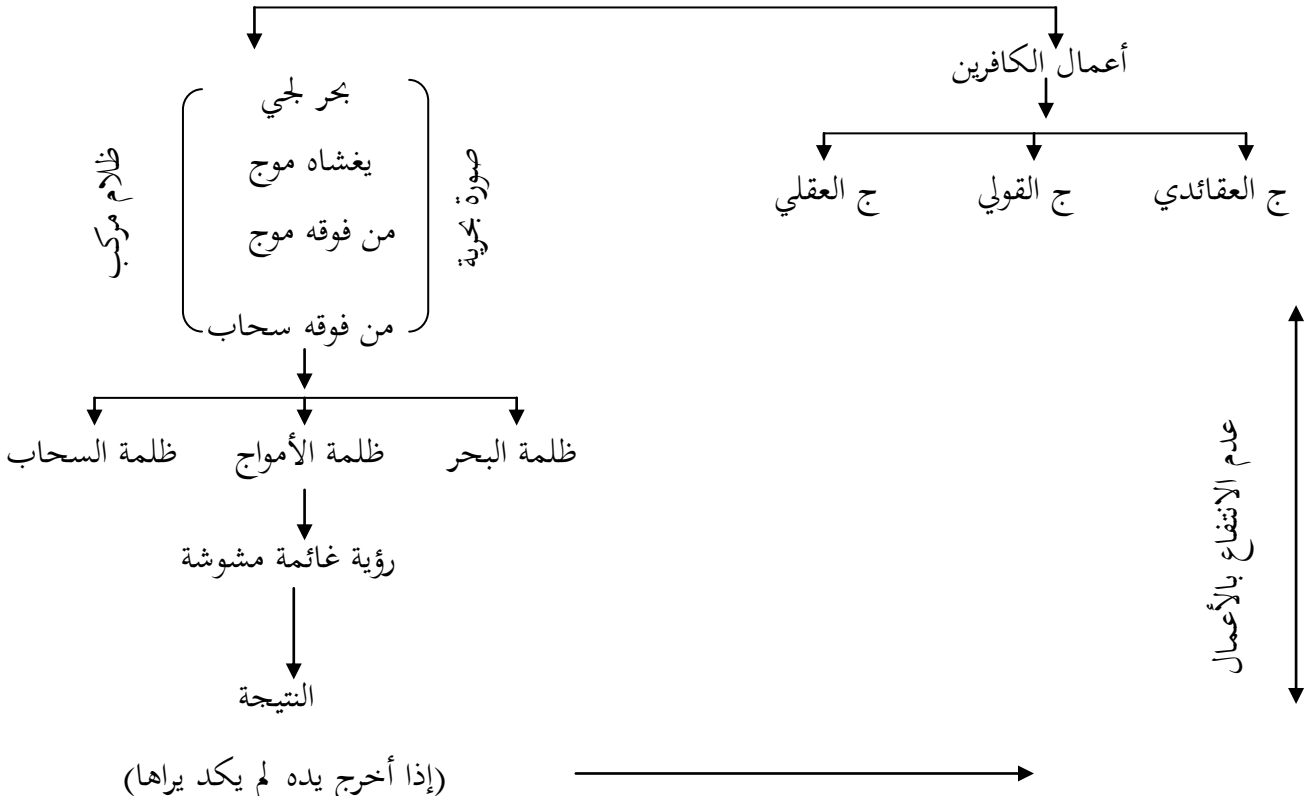 أعمال الكافرين
ج العقائدي
ج القولي
ج العقلي
عدم الانتفاع بالأعمال
بحر لجي
يغشاه موج
من فوقه موج
من فوقه سحاب
صورة بحرية
ظلام مركب
ظلمة البحر
ظلمة الأمواج
ظلمة السحاب
رؤية غائمة مشوشة
النتيجة
(إذا أخرج يده لم يكد يراها)